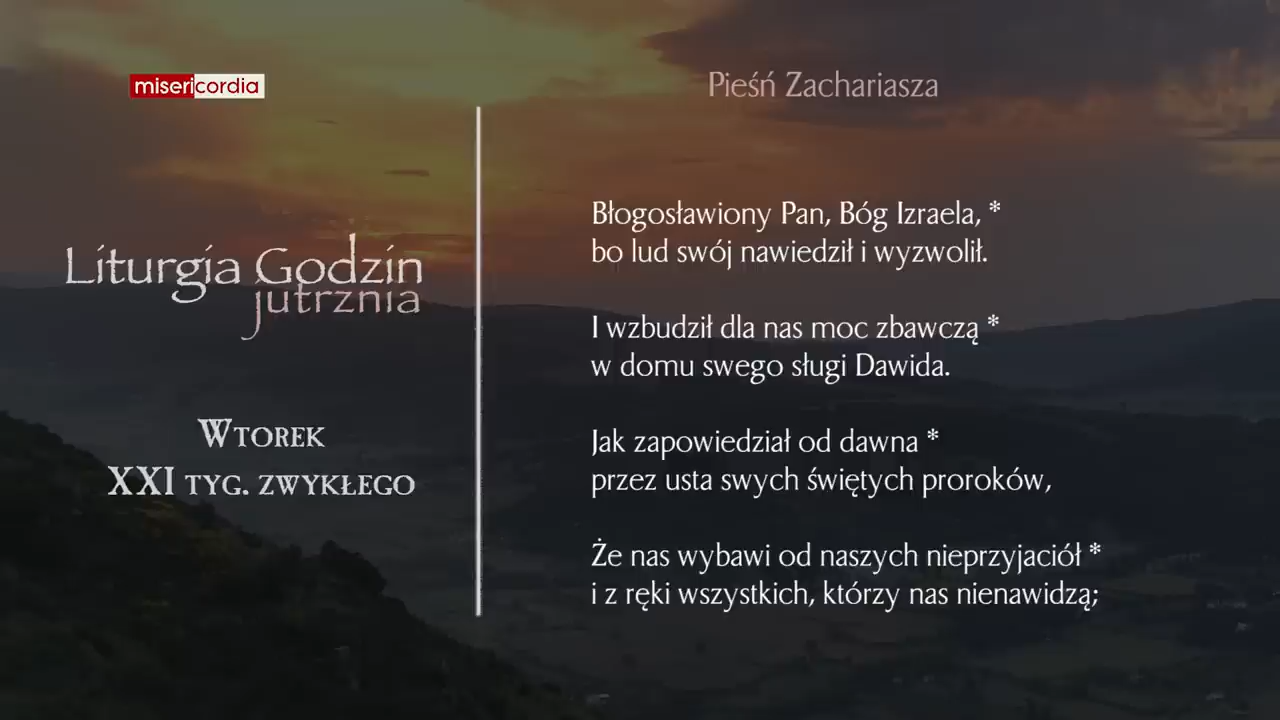 misericordia
Liturgia Godzin
jutrznia
Wtorek
XXI tyg. zwykłego
Pieśń Zachariasza
Błogosławiony Pan, Bóg Izraela, *
bo lud swój nawiedził i wyzwolił.
I wzbudził dla nas moc zbawczą *
w domu swego sługi Dawida.
Jak zapowiedział od dawna *
przez usta swych świętych proroków,
Że nas wybawi od naszych nieprzyjaciół *
i z ręki wszystkich, którzy nas nienawidzą;